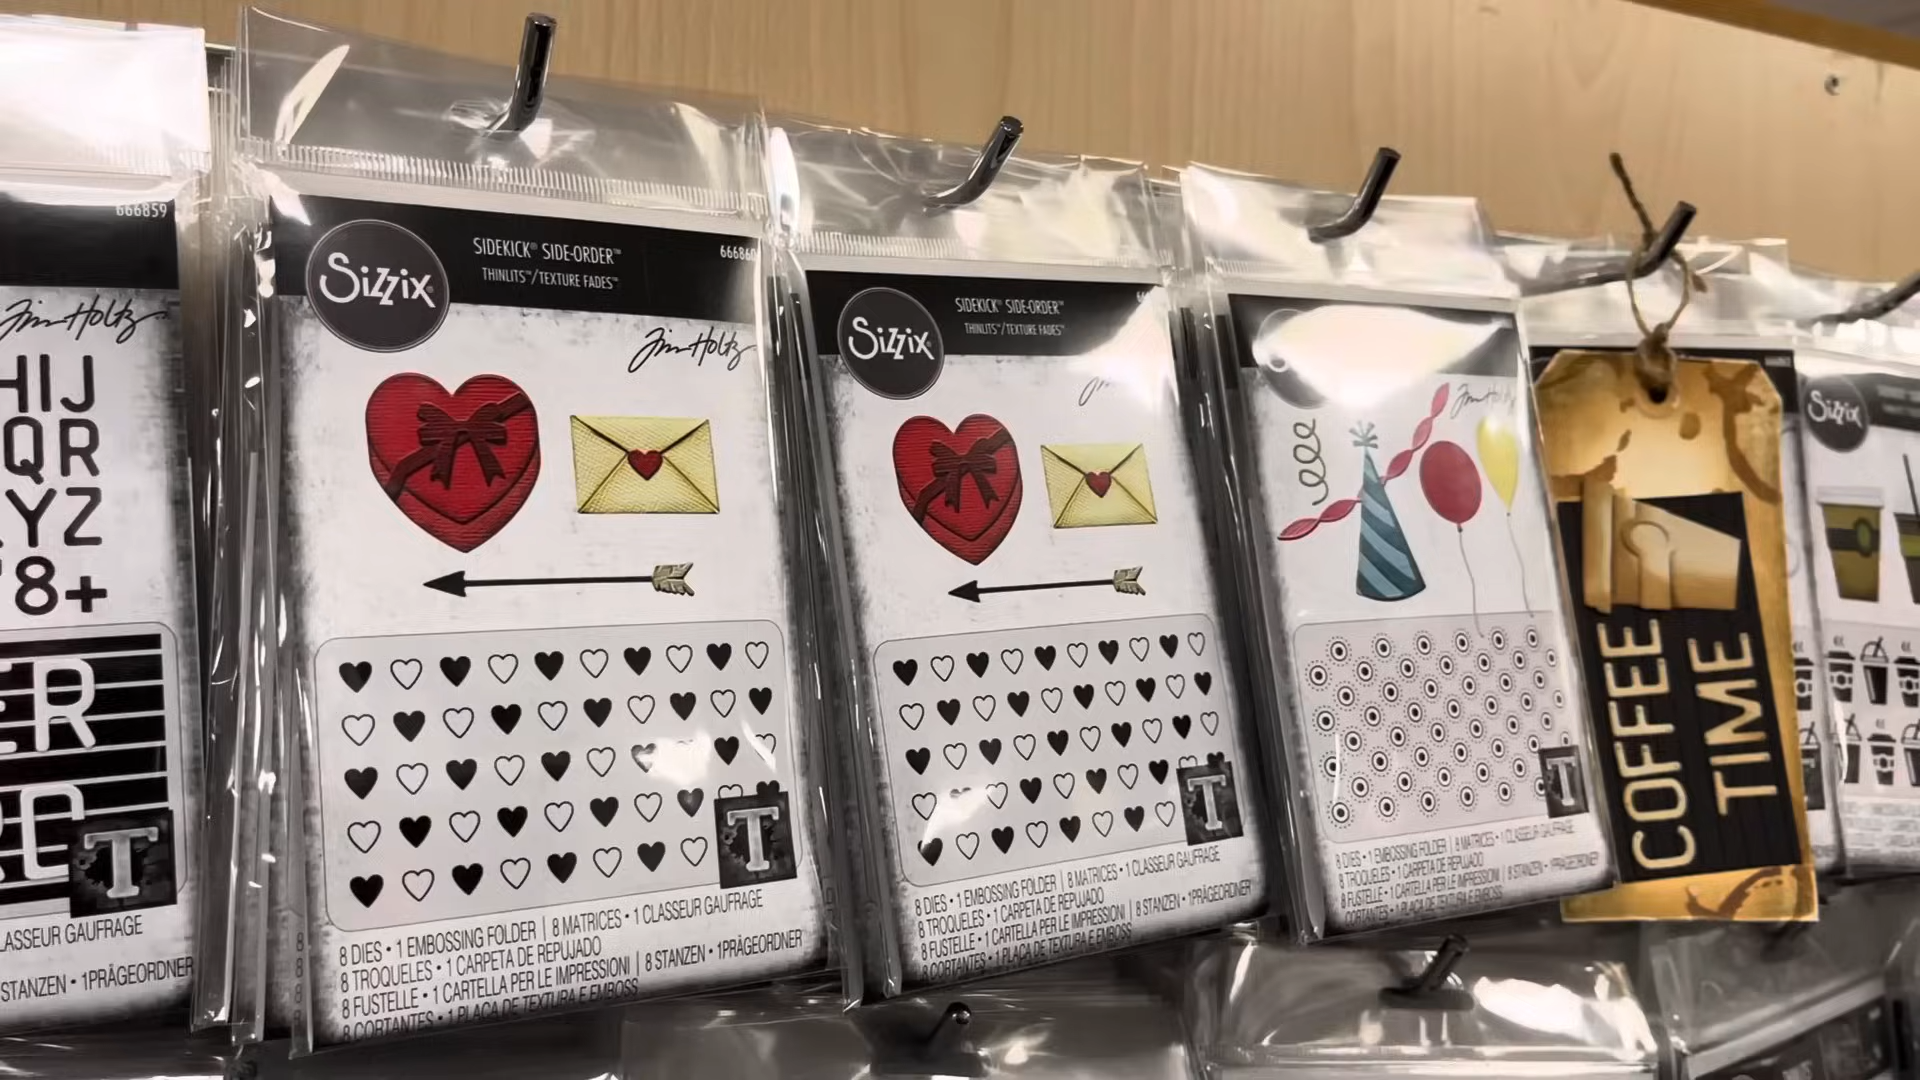 666859
Tim Holtz
HIJ
QR
YZ
8+
ER
T
LASSEUR GAUFRAGE
STANZEN • 1PRÄGEORDNER
Sizzix
SIDEKICK® SIDE-ORDER™
THINLITS™/TEXTURE FADES™
666860
Tim Holtz
T
8 DIES • 1 EMBOSSING FOLDER | 8 MATRICES • 1 CLASSEUR GAUFRAGE
8 TROQUELES • 1 CARPETA DE REPUJADO
8 FUSTELLE • 1 CARTELLA PER LE IMPRESSIONI | 8 STANZEN • 1PRÄGEORDNER
8 CORTANTES • 1 PLACA DE TEXTURA E EMBOSS
Sizzix
SIDEKICK® SIDE-ORDER™
THINLITS™/TEXTURE FADES™
T
8 DIES • 1 EMBOSSING FOLDER | 8 MATRICES • 1 CLASSEUR GAUFRAGE
8 TROQUELES • 1 CARPETA DE REPUJADO
8 FUSTELLE • 1 CARTELLA PER LE IMPRESSIONI | 8 STANZEN • 1PRÄGEORDNER
8 CORTANTES • 1 PLACA DE TEXTURA E EMBOSS
Tim Holtz
T
8 DIES • 1 EMBOSSING FOLDER | 8 MATRICES • 1 CLASSEUR GAUFRAGE
8 TROQUELES • 1 CARPETA DE REPUJADO
8 FUSTELLE • 1 CARTELLA PER LE IMPRESSIONI | 8 STANZEN • 1PRÄGEORDNER
CORTANTES • 1 PLACA DE TEXTURA E EMBOSS
COFFEE
TIME
Sizzix